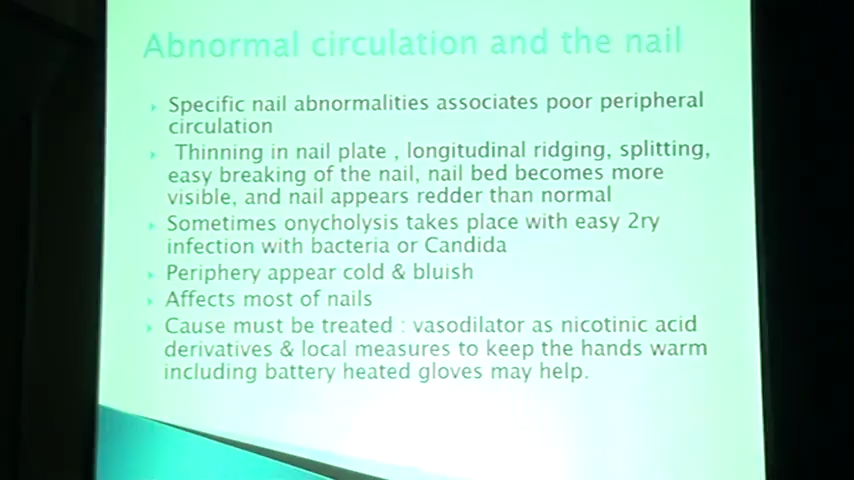 Abnormal circulation and the nail
Specific nail abnormalities associates poor peripheral
circulation
Thinning in nail plate , longitudinal ridging, splitting,
easy breaking of the nail, nail bed becomes more
visible, and nail appears redder than normal
Sometimes onycholysis takes place with easy 2ry
infection with bacteria or Candida
Periphery appear cold & bluish
Affects most of nails
Cause must be treated : vasodilator as nicotinic acid
derivatives & local measures to keep the hands warm
including battery heated gloves may help.